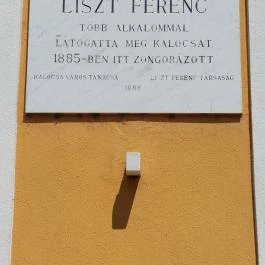 LISZT FERENC
TÖBB ALKALOMMAL
LÁTOGATTA MEG KALOCSÁT.
1885-BEN ITT ZONGORÁZOTT.
KALOCSA VÁROS TANÁCSA LISZT FERENC TÁRSASÁG
1986